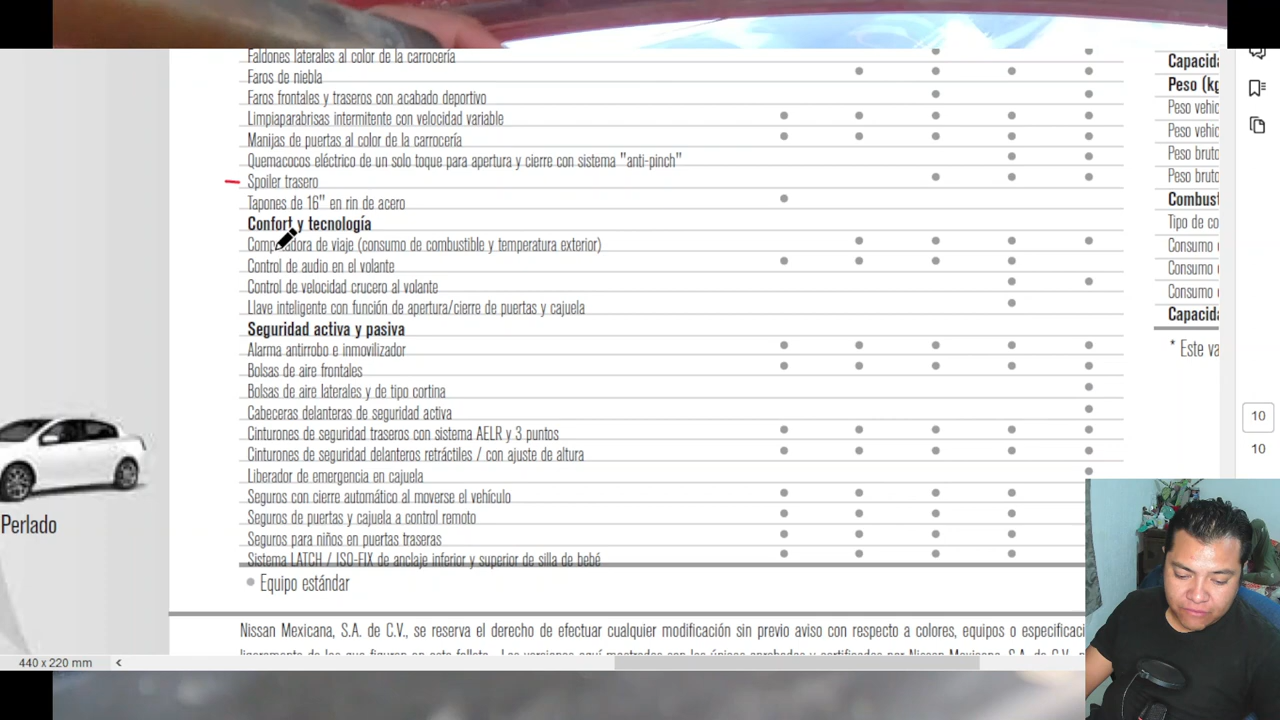 Faldones laterales al color de la carrocería
Faros de niebla
Faros frontales y traseros con acabado deportivo
Limpiaparabrisas intermitente con velocidad variable
Manijas de puertas al color de la carrocería
Quemacocos eléctrico de un solo toque para apertura y cierre con sistema "anti-pinch"
Spoiler trasero
Tapones de 16" en rin de acero
Confort y tecnología
Computadora de viaje (consumo de combustible y temperatura exterior)
Control de audio en el volante
Control de velocidad crucero al volante
Llave inteligente con función de apertura/cierre de puertas y cajuela
Seguridad activa y pasiva
Alarma antirrobo e inmovilizador
Bolsas de aire frontales
Bolsas de aire laterales y de tipo cortina
Cabeceras delanteras de seguridad activa
Cinturones de seguridad traseros con sistema AELR y 3 puntos
Cinturones de seguridad delanteros retráctiles / con ajuste de altura
Liberador de emergencia en cajuela
Seguros con cierre automático al moverse el vehículo
Seguros de puertas y cajuela a control remoto
Seguros para niños en puertas traseras
Sistema LATCH / ISO-FIX de anclaje inferior y superior de silla de bebé
Equipo estándar
Nissan Mexicana, S.A. de C.V., se reserva el derecho de efectuar cualquier modificación sin previo aviso con respecto a colores, equipos o especificaci
Capacida
Peso (kg
Peso vehic
Peso vehic
Peso bruto
Peso bruto
Combust
Tipo de co
Consumo
Consumo
Consumo
Capacida
* Este va
Perlado
10
10
440 x 220 mm